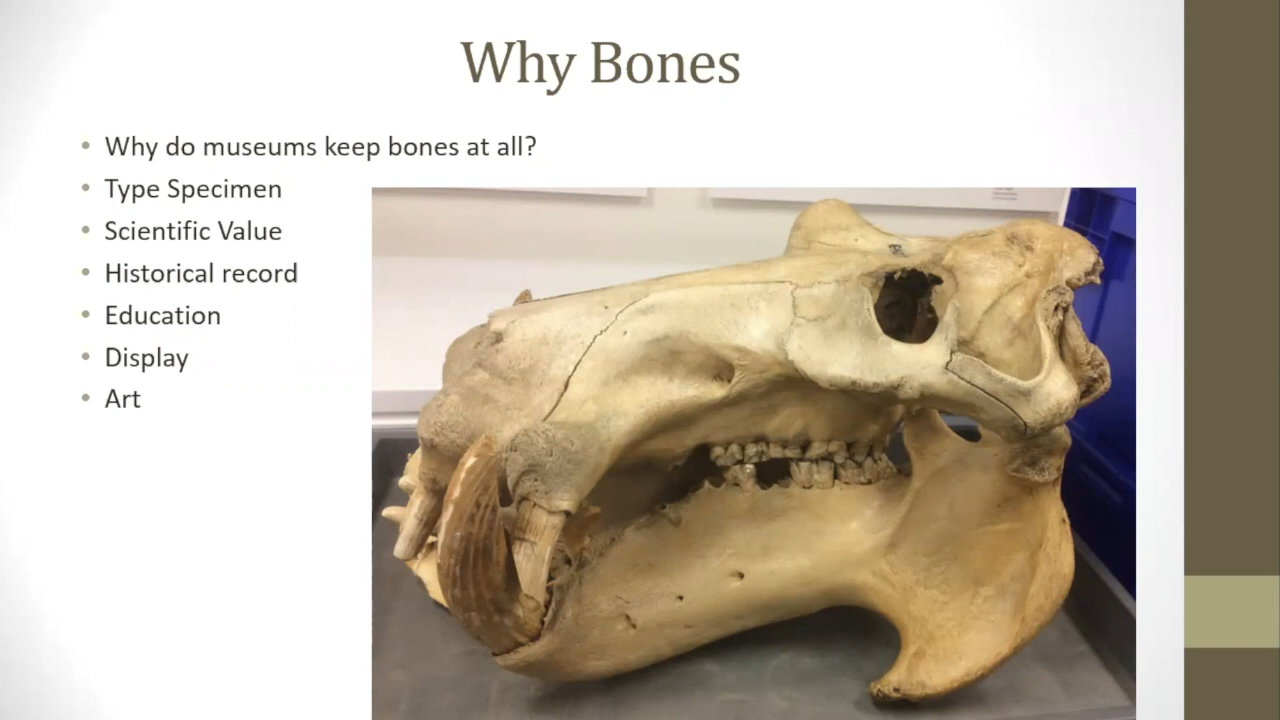 Why Bones
Why do museums keep bones at all?
Type Specimen
Scientific Value
Historical record
Education
Display
Art